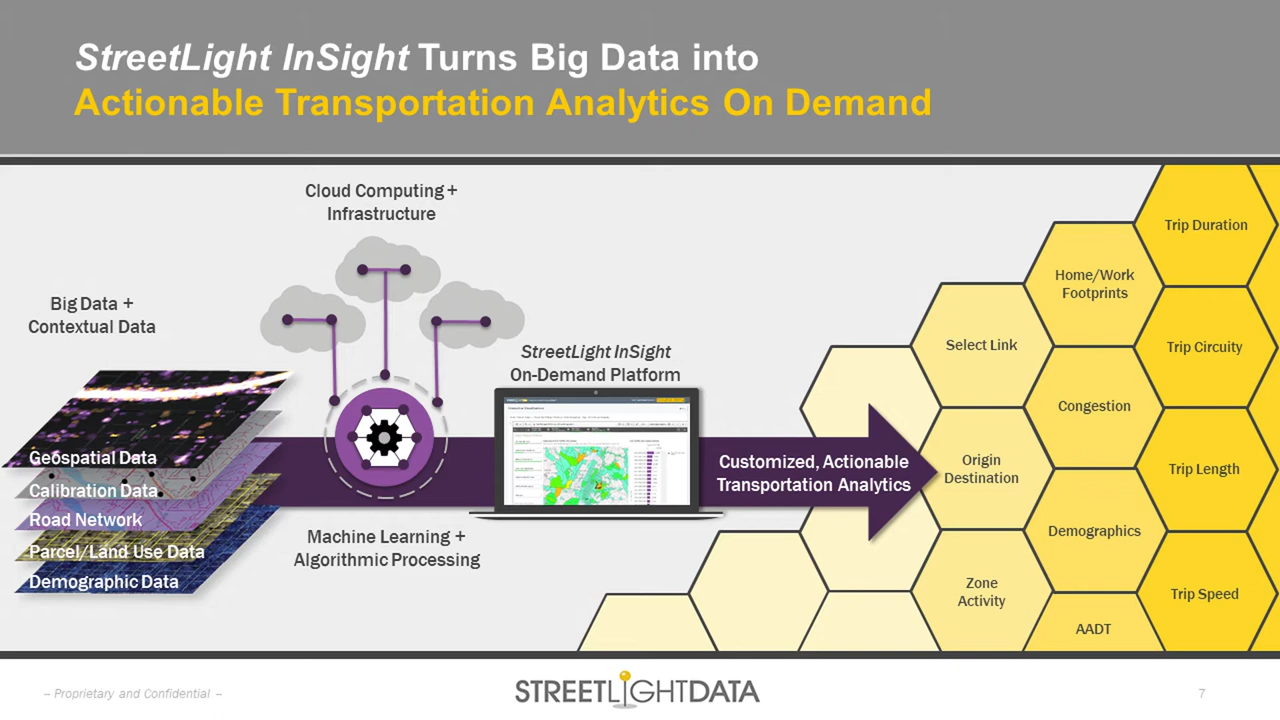 StreetLight InSight Turns Big Data into
Actionable Transportation Analytics On Demand
Cloud Computing +
Infrastructure
Big Data +
Contextual Data
Geospatial Data
Calibration Data
Road Network
Parcel/Land Use Data
Demographic Data
Machine Learning +
Algorithmic Processing
StreetLight InSight
On-Demand Platform
Customized, Actionable
Transportation Analytics
Select Link
Origin
Destination
Zone
Activity
Home/Work
Footprints
Congestion
Demographics
AADT
Trip Duration
Trip Circuity
Trip Length
Trip Speed
– Proprietary and Confidential –
STREETLIGHTDATA
7